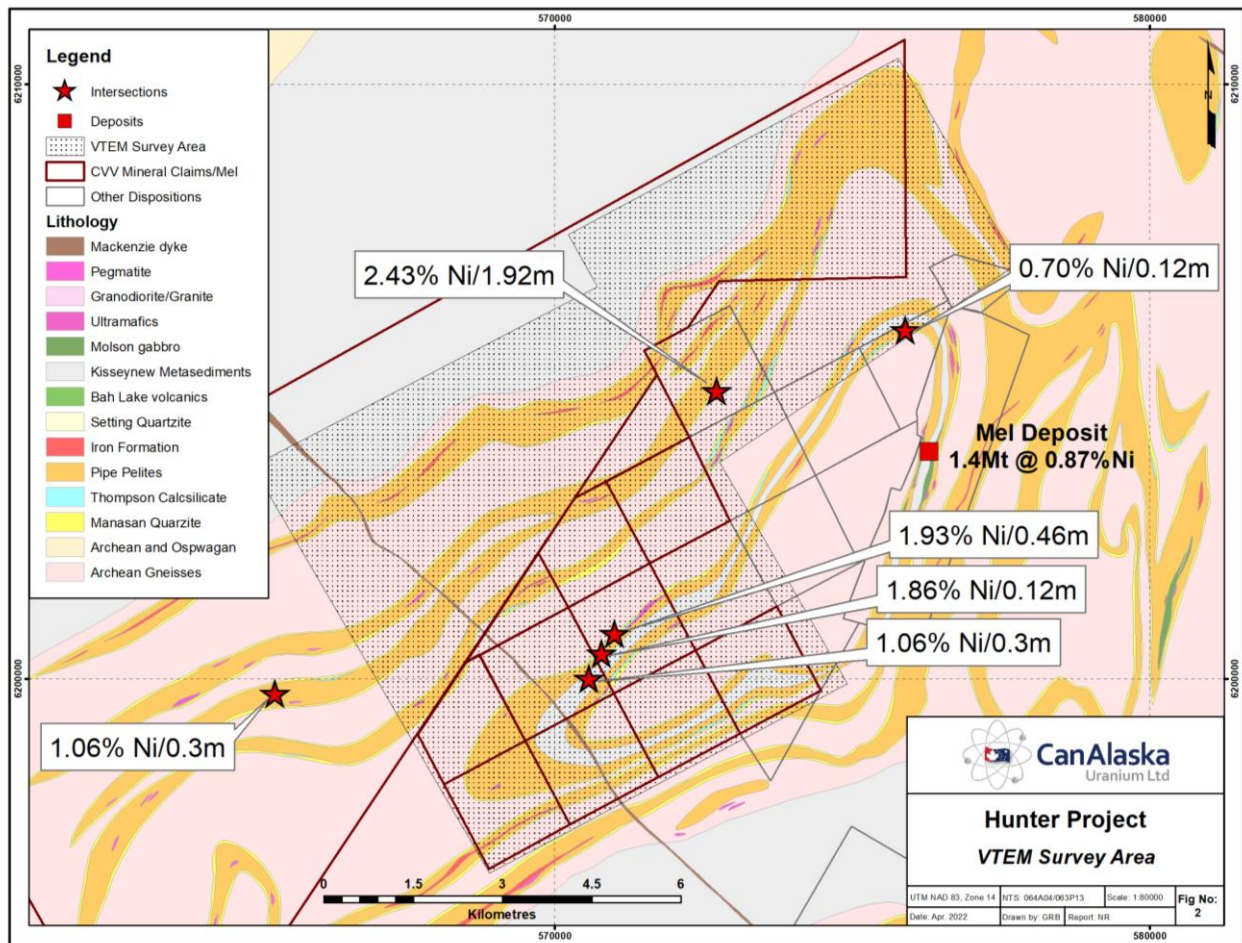 570000
580000
6210000
6210000
Legend
Intersections
Deposits
VTEM Survey Area
CVV Mineral Claims/Mel
Other Dispositions
Lithology
Mackenzie dyke
Pegmatite
Granodiorite/Granite
Ultramafics
Molson gabbro
Kisseynew Metasediments
Bah Lake volcanics
Setting Quartzite
Iron Formation
Pipe Pelites
Thompson Calcsilicate
Manasan Quarzite
Archean and Ospwagan
Archean Gneisses
N
2.43% Ni/1.92m
0.70% Ni/0.12m
Mel Deposit
1.4Mt @ 0.87%Ni
1.93% Ni/0.46m
1.86% Ni/0.12m
1.06% Ni/0.3m
1.06% Ni/0.3m
6200000
6200000
0 1.5 3 4.5 6
Kilometres
CanAlaska
Uranium Ltd
Hunter Project
VTEM Survey Area
UTM NAD 83, Zone 14
NTS: 064A04/063P13
Scale: 1:80000
Fig No:
2
Date: Apr. 2022
Drawn by: GRB
Report: NR
570000
580000